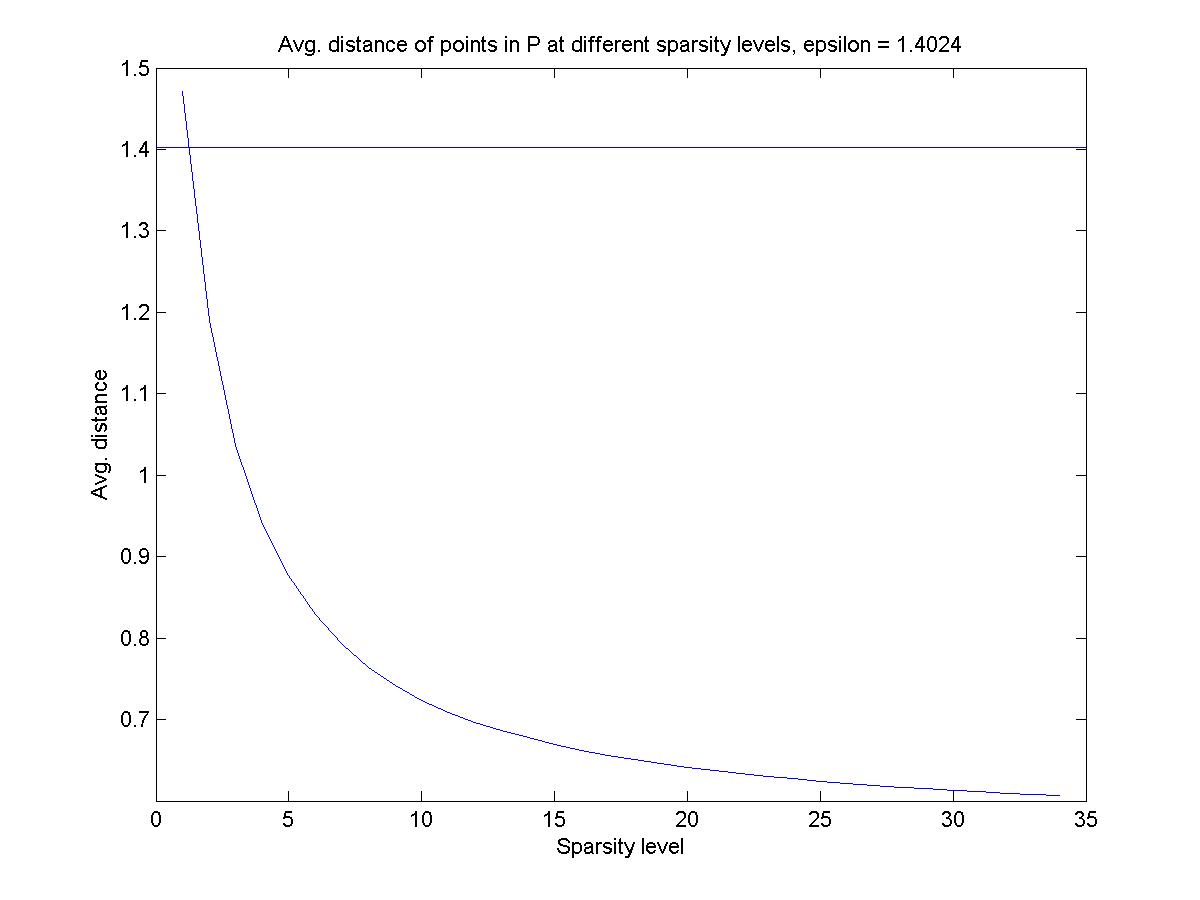 Avg. distance of points in P at different sparsity levels, epsilon = 1.4024
1.5
1.4
1.3
1.2
1.1
1
0.9
0.8
0.7
Avg. distance
0 5 10 15 20 25 30 35
Sparsity level